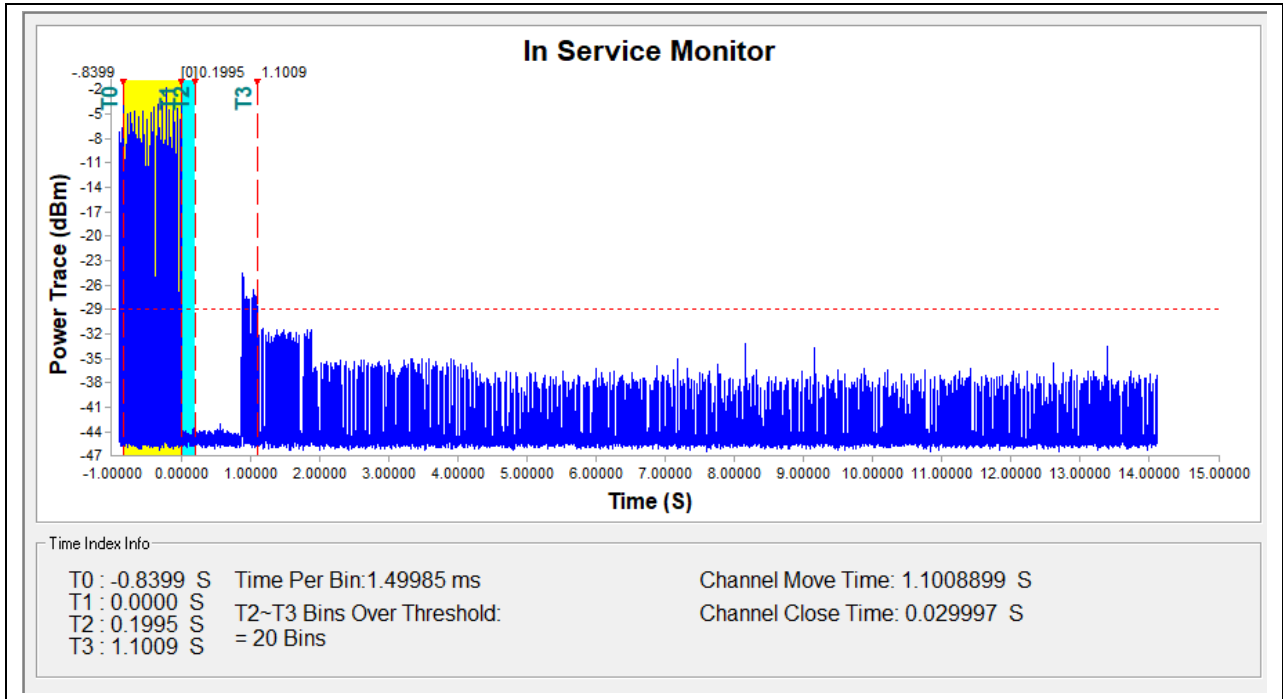 In Service Monitor
-.8399 [0] 0.1995 1.1009
T0 T1 T2 T3
-2
-5
-8
-11
-14
-17
-20
-23
-26
-29
-32
-35
-38
-41
-44
-47
Power Trace (dBm)
-1.00000 0.00000 1.00000 2.00000 3.00000 4.00000 5.00000 6.00000 7.00000 8.00000 9.00000 10.00000 11.00000 12.00000 13.00000 14.00000 15.00000
Time (S)
Time Index Info
T0 : -0.8399 S Time Per Bin:1.49985 ms Channel Move Time: 1.1008899 S
T1 : 0.0000 S
T2 : 0.1995 S T2~T3 Bins Over Threshold: Channel Close Time: 0.029997 S
T3 : 1.1009 S = 20 Bins